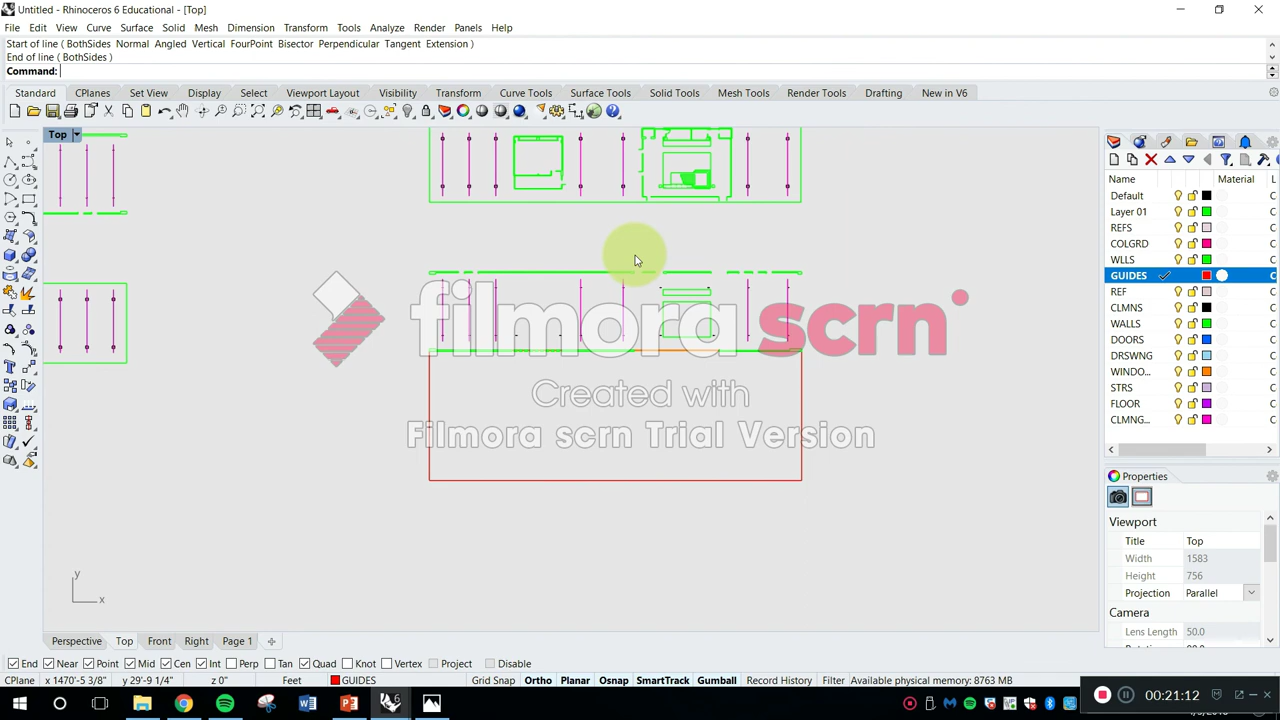 Untitled - Rhinoceros 6 Educational - [Top]
File Edit View Curve Surface Solid Mesh Dimension Transform Tools Analyze Render Panels Help
Start of line ( BothSides Normal Angled Vertical FourPoint Bisector Perpendicular Tangent Extension )
End of line ( BothSides )
Command:
Standard CPlanes Set View Display Select Viewport Layout Visibility Transform Curve Tools Surface Tools Solid Tools Mesh Tools Render Tools Drafting New in V6
Top
Name Material L
Default C
Layer 01 C
REFS C
COLGRD C
WLLS C
GUIDES C
REF C
CLMNS C
WALLS C
DOORS C
DRSWNG C
WINDO... C
STRS C
FLOOR C
CLMNG... C
filmora scrn
Created with
Filmora scrn Trial Version
Properties
Viewport
Title Top
Width 1583
Height 756
Projection Parallel
Camera
Lens Length 50.0
y
x
Perspective Top Front Right Page 1
End Near Point Mid Cen Int Perp Tan Quad Knot Vertex Project Disable
CPlane x 1470'-5 3/8" y 29'-9 1/4" z 0" Feet GUIDES Grid Snap Ortho Planar Osnap SmartTrack Gumball Record History Filter Available physical memory: 8763 MB
00:21:12